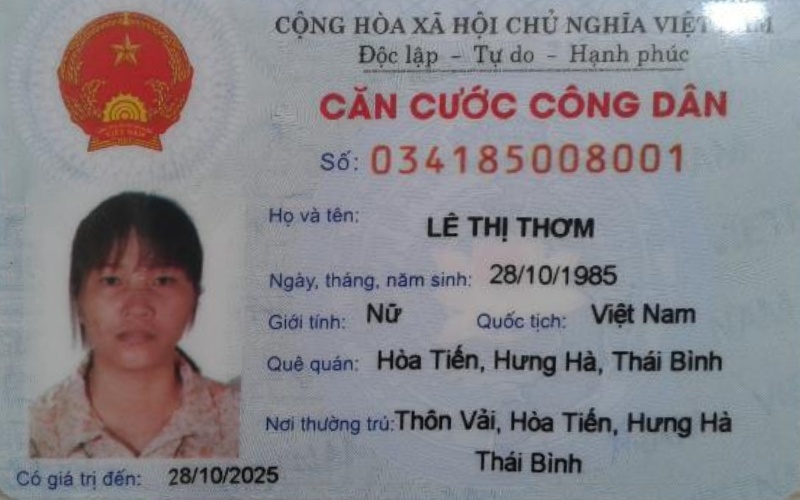 CỘNG HÒA XÃ HỘI CHỦ NGHĨA VIỆT NAM
Độc lập - Tự do - Hạnh phúc
CĂN CƯỚC CÔNG DÂN
Số: 034185008001
Họ và tên: LÊ THỊ THƠM
Ngày, tháng, năm sinh: 28/10/1985
Giới tính: Nữ Quốc tịch: Việt Nam
Quê quán: Hòa Tiến, Hưng Hà, Thái Bình
Nơi thường trú: Thôn Vải, Hòa Tiến, Hưng Hà
Thái Bình
Có giá trị đến: 28/10/2025